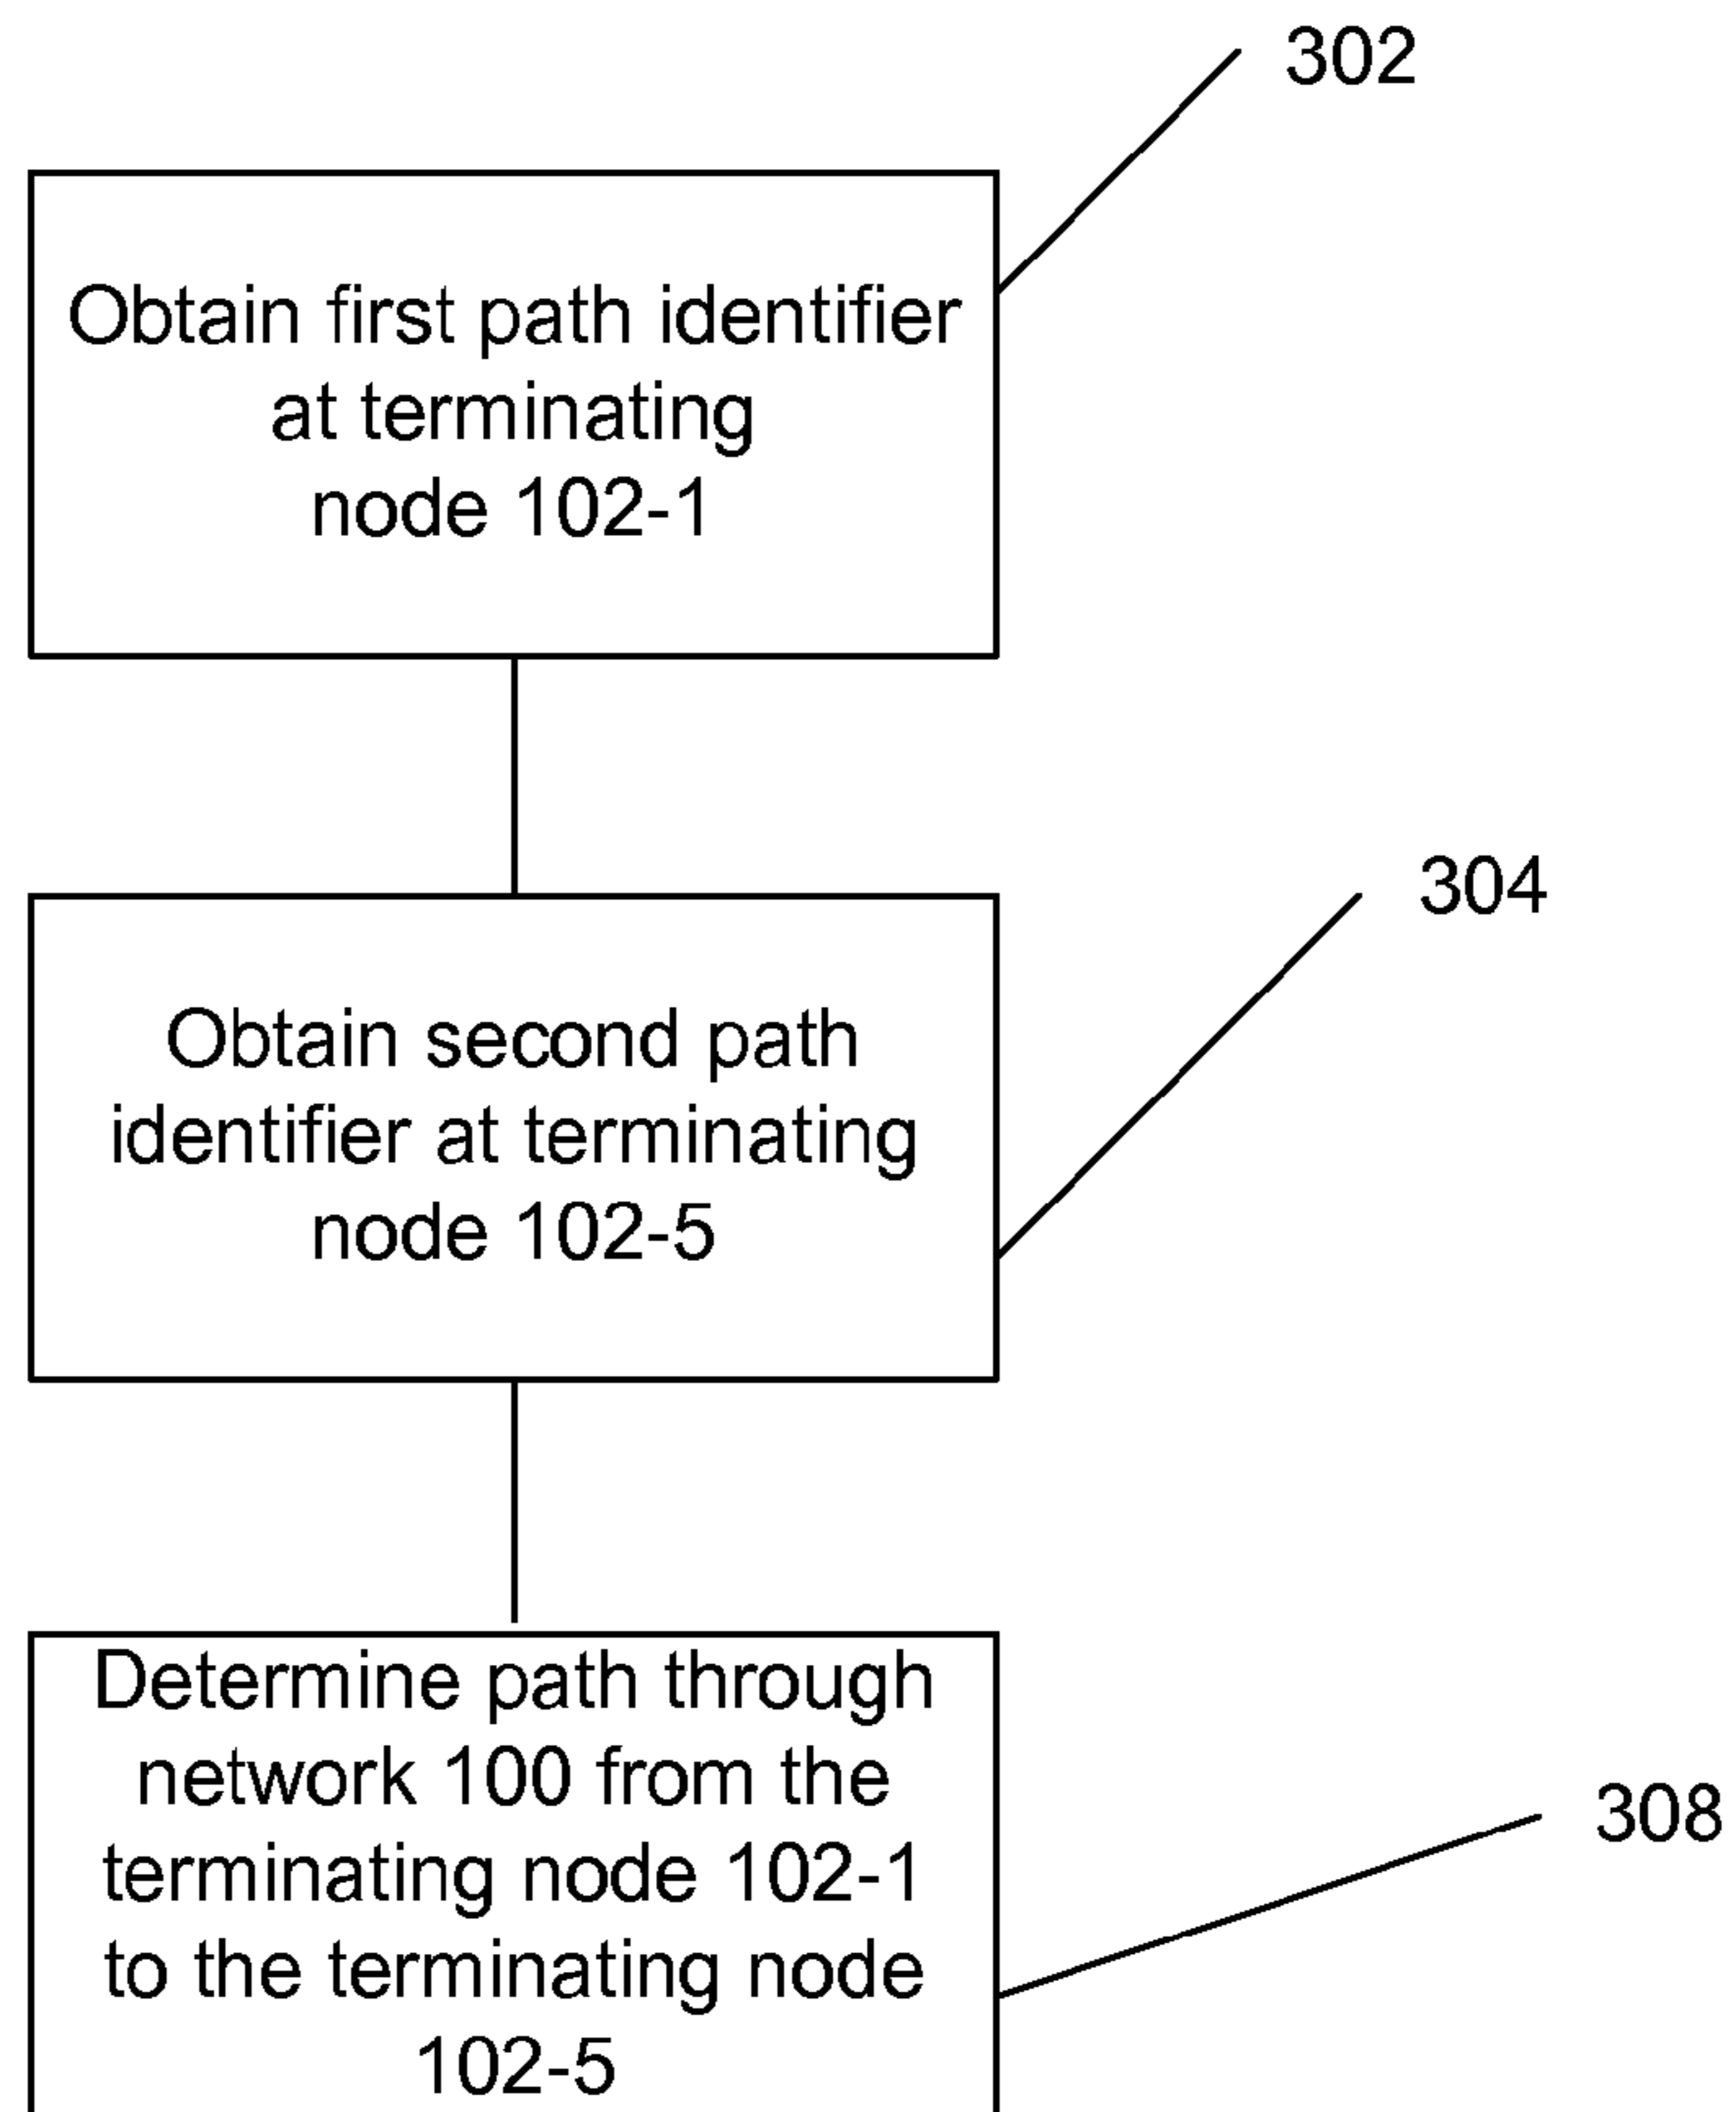 302
Obtain first path identifier
at terminating
node 102-1
304
Obtain second path
identifier at terminating
node 102-5
Determine path through
network 100 from the
terminating node 102-1
to the terminating node
102-5
308